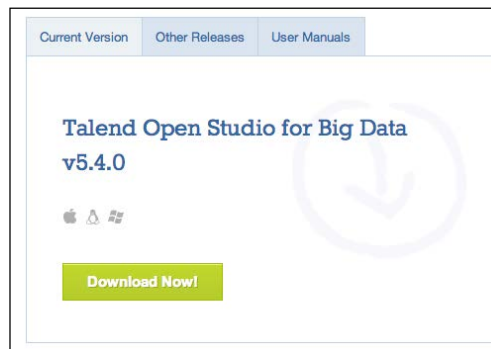 Current Version Other Releases User Manuals
Talend Open Studio for Big Data
v5.4.0
Download Now!